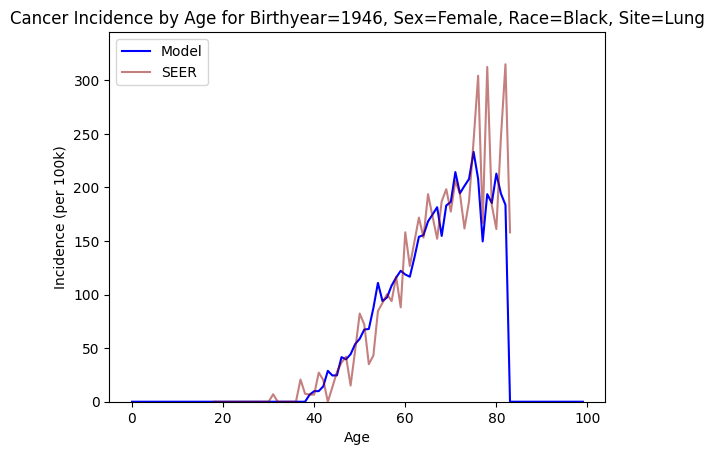 Cancer Incidence by Age for Birthyear=1946, Sex=Female, Race=Black, Site=Lung
Model
SEER
300
250
200
150
100
50
0
Incidence (per 100k)
0 20 40 60 80 100
Age